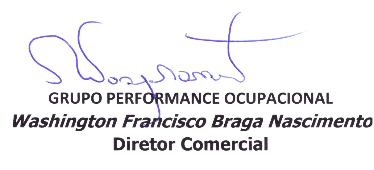 GRUPO PERFORMANCE OCUPACIONAL
Washington Francisco Braga Nascimento
Diretor Comercial